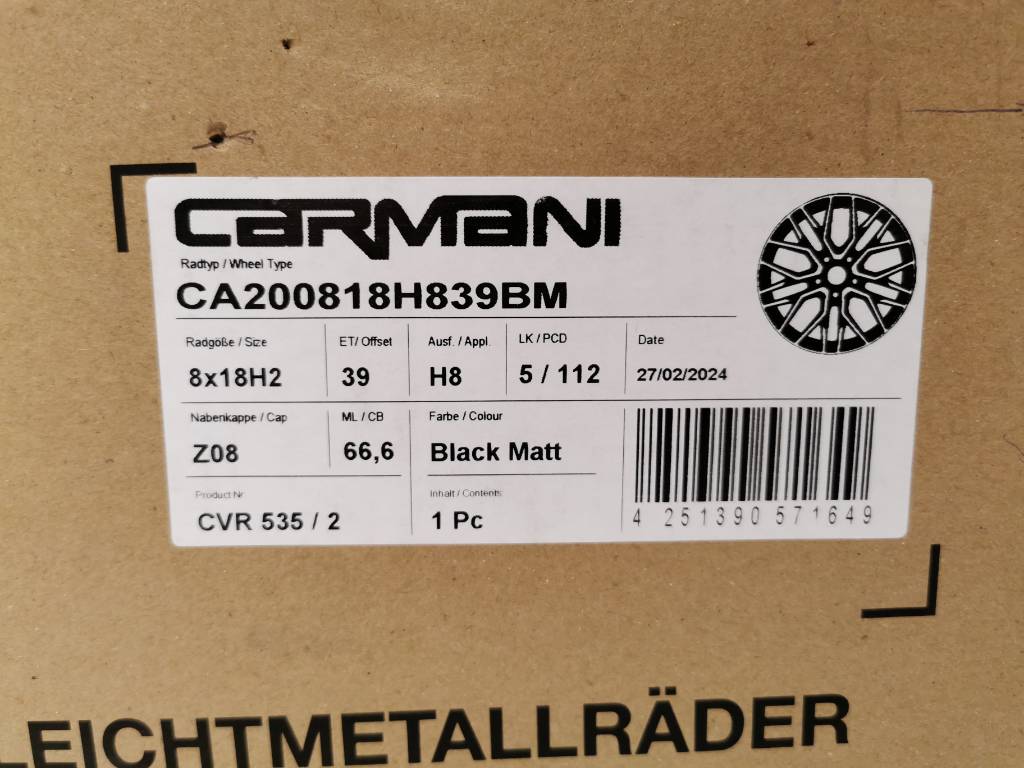 CARMANI
Radtyp / Wheel Type
CA200818H839BM
Radgöße / Size
ET/ Offset
Ausf. / Appl.
LK / PCD
Date
8x18H2
39
H8
5 / 112
27/02/2024
Nabenkappe / Cap
ML / CB
Farbe / Colour
Z08
66,6
Black Matt
Product Nr
Inhalt / Contents
CVR 535 / 2
1 Pc
4 251390 571649
LEICHTMETALLRÄDER